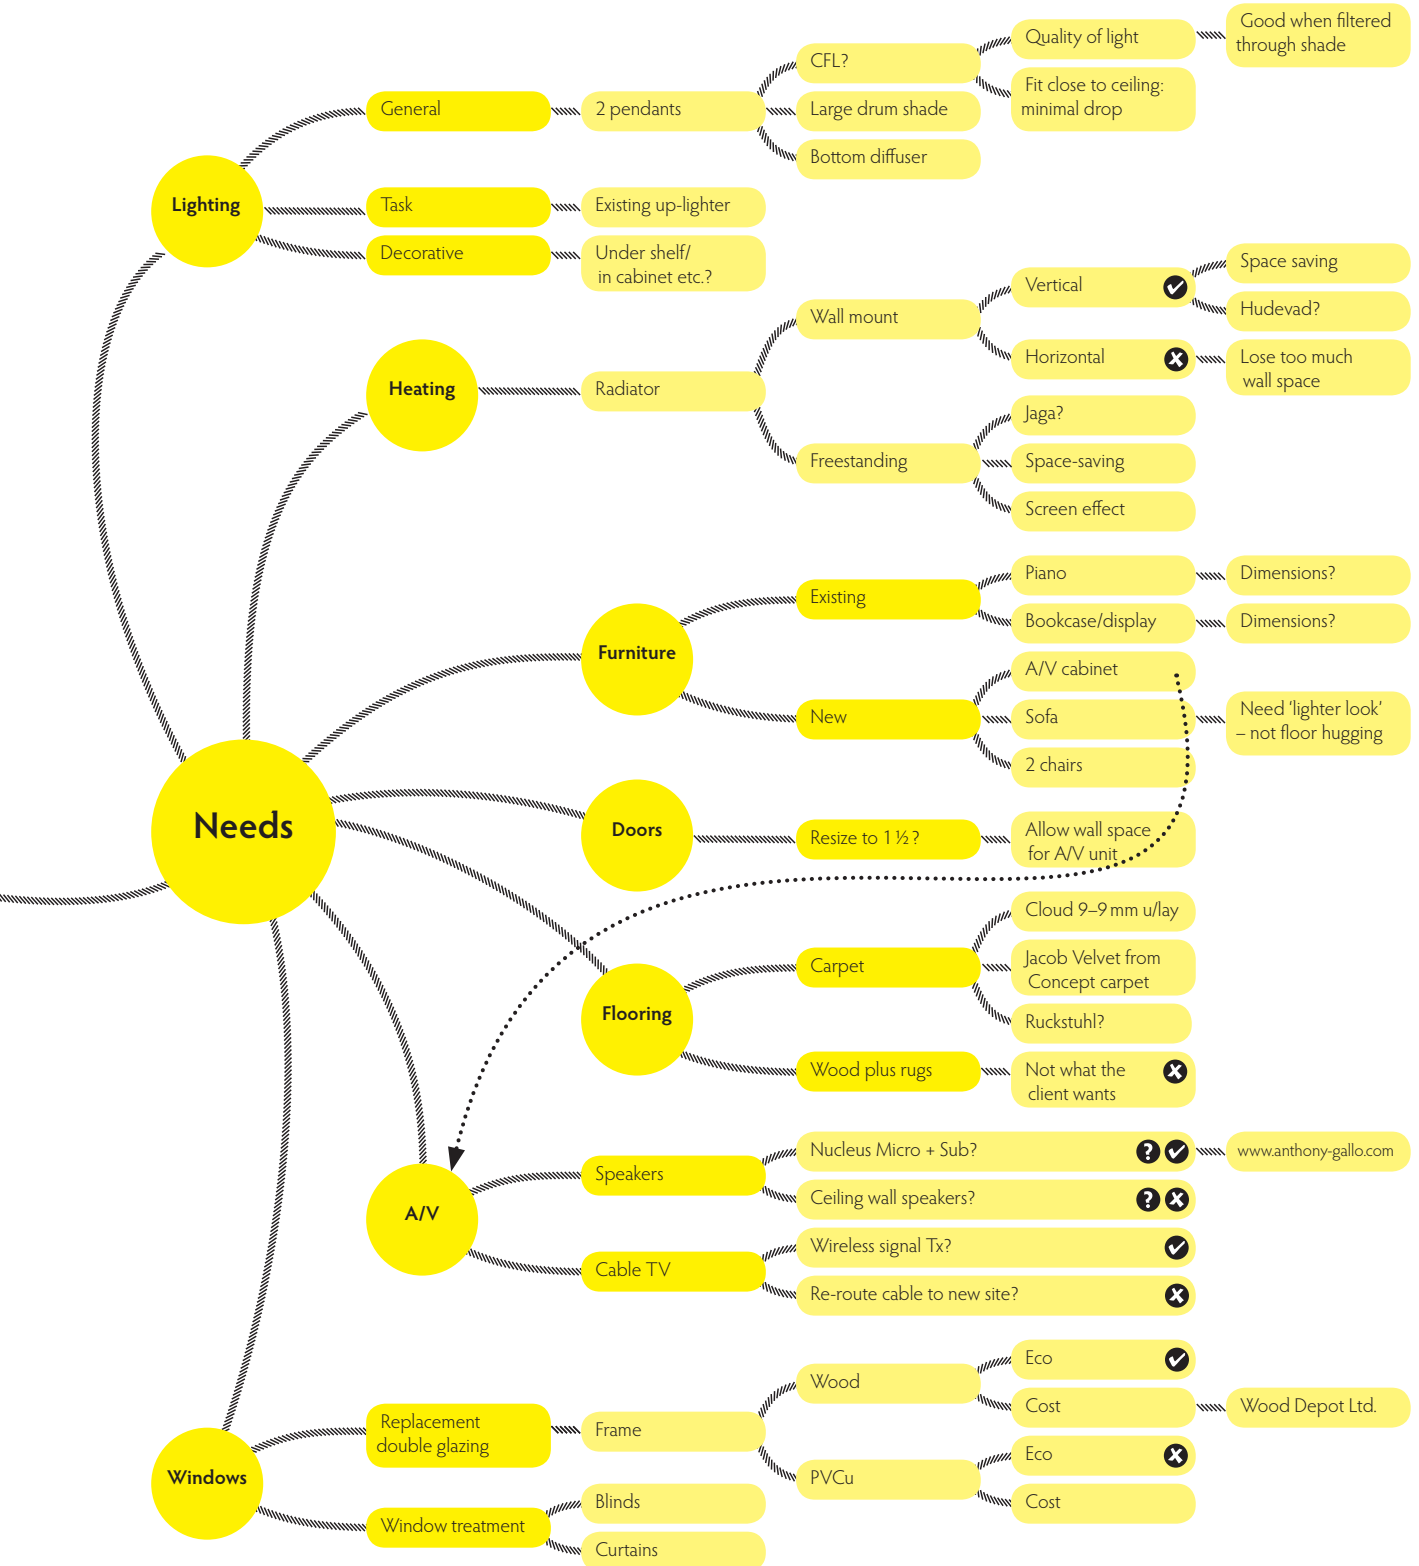 Good when filtered
through shade
Quality of light
CFL?
Fit close to ceiling:
minimal drop
General
2 pendants
Large drum shade
Bottom diffuser
Lighting
Task
Existing up-lighter
Decorative
Under shelf/
in cabinet etc.?
Space saving
Vertical
Hudevad?
Wall mount
Horizontal
Lose too much
wall space
Heating
Radiator
Jaga?
Freestanding
Space-saving
Screen effect
Piano
Dimensions?
Existing
Bookcase/display
Dimensions?
Furniture
A/V cabinet
New
Sofa
Need ‘lighter look’
– not floor hugging
2 chairs
Needs
Doors
Resize to 1 ½ ?
Allow wall space
for A/V unit
Cloud 9–9 mm u/lay
Carpet
Jacob Velvet from
Concept carpet
Flooring
Ruckstuhl?
Wood plus rugs
Not what the
client wants
Nucleus Micro + Sub?
?
www.anthony-gallo.com
Speakers
Ceiling wall speakers?
?
A/V
Wireless signal Tx?
Cable TV
Re-route cable to new site?
Eco
Wood
Cost
Wood Depot Ltd.
Replacement
double glazing
Frame
Eco
PVCu
Cost
Windows
Blinds
Window treatment
Curtains